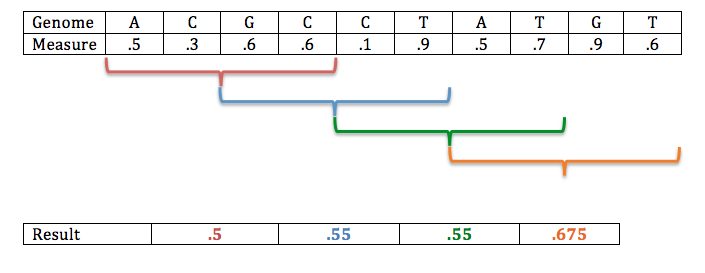 Genome A C G C C T A T G T
Measure .5 .3 .6 .6 .1 .9 .5 .7 .9 .6
Result .5 .55 .55 .675